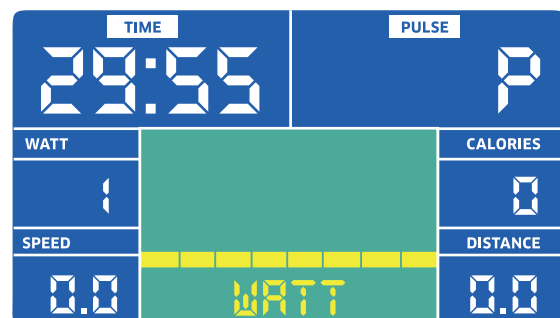 TIME PULSE
29:55 P
WATT CALORIES
1 0
SPEED DISTANCE
0.0 WATT 0.0